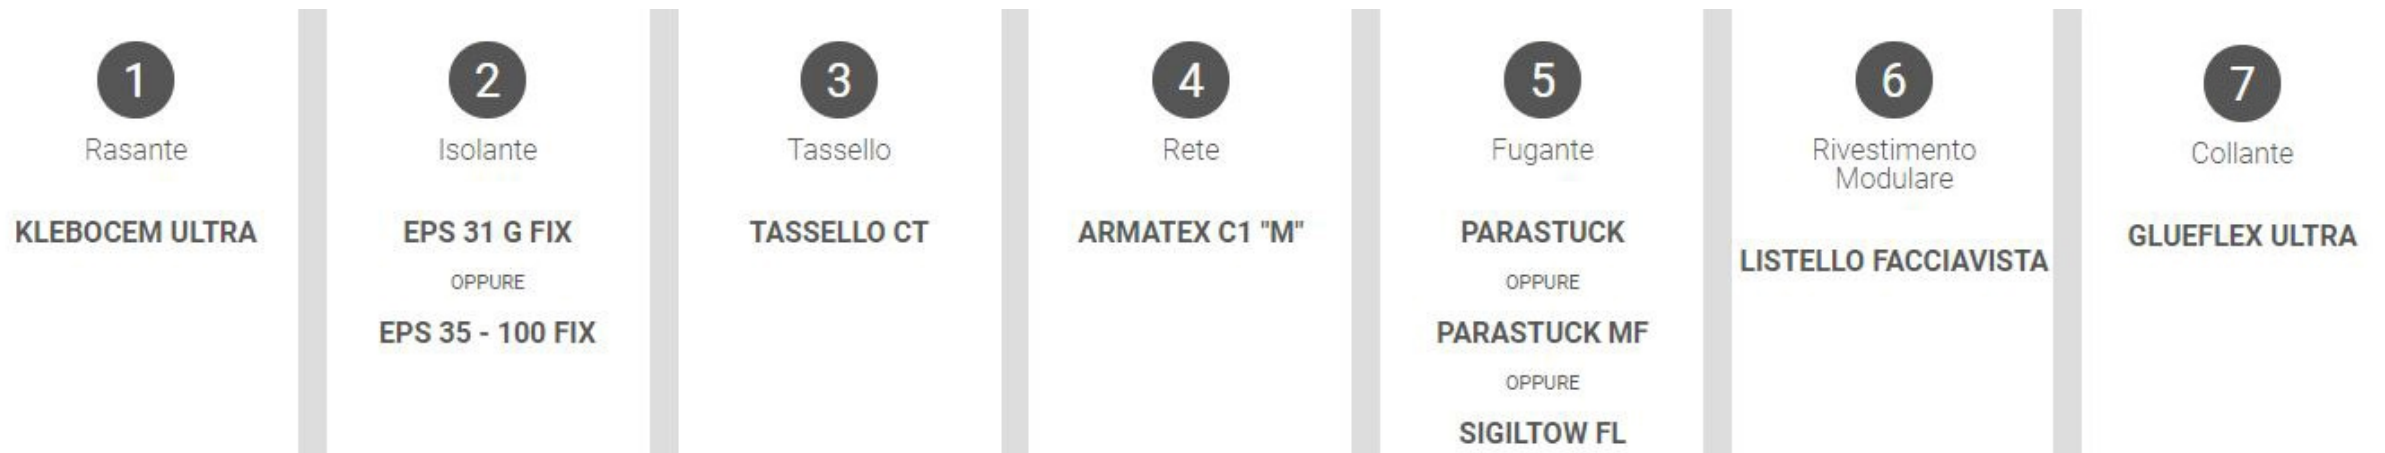 1
Rasante
KLEBOCEM ULTRA
2
Isolante
EPS 31 G FIX
OPPURE
EPS 35 - 100 FIX
3
Tassello
TASSELLO CT
4
Rete
ARMATEX C1 "M"
5
Fugante
PARASTUCK
OPPURE
PARASTUCK MF
OPPURE
SIGILTOW FL
6
Rivestimento
Modulare
LISTELLO FACCIAVISTA
7
Collante
GLUEFLEX ULTRA